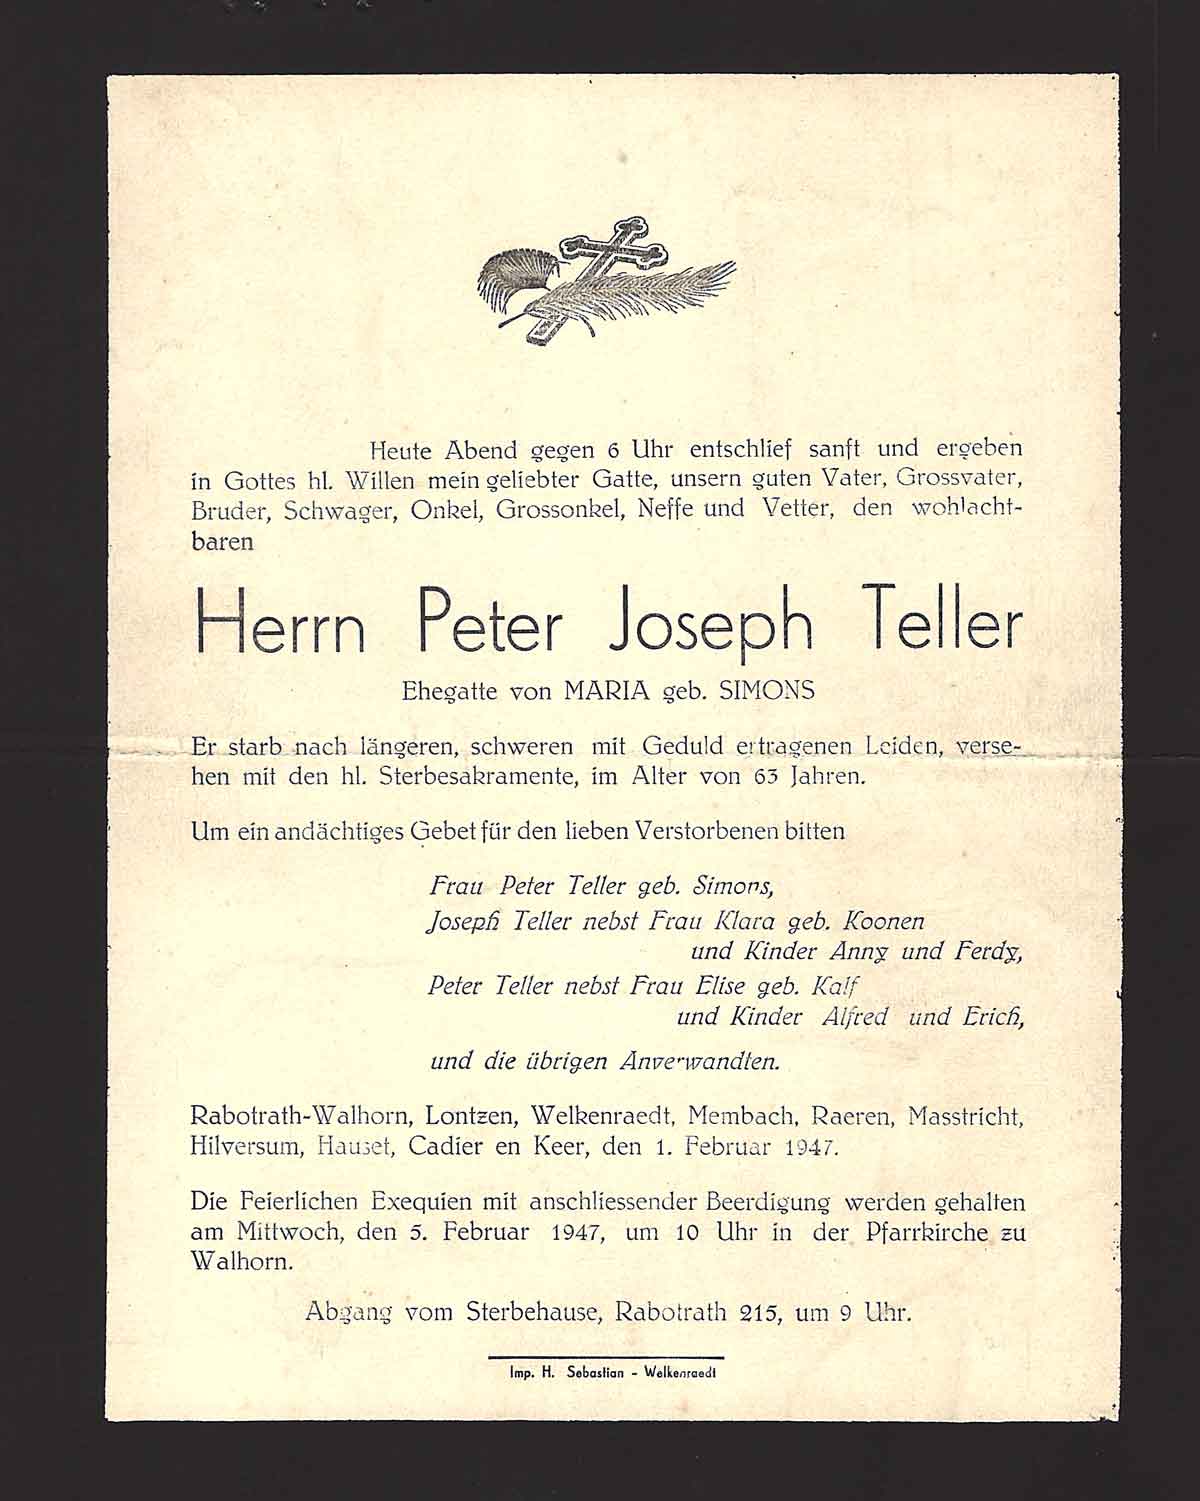 Heute Abend gegen 6 Uhr entschlief sanft und ergeben
in Gottes hl. Willen mein geliebter Gatte, unsern guten Vater, Grossvater,
Bruder, Schwager, Onkel, Grossonkel, Neffe und Vetter, den wohlacht-
baren
Herrn Peter Joseph Teller
Ehegatte von MARIA geb. SIMONS
Er starb nach längeren, schweren mit Geduld ertragenen Leiden, verse-
hen mit den hl. Sterbesakramente, im Alter von 63 Jahren.
Um ein andächtiges Gebet für den lieben Verstorbenen bitten
Frau Peter Teller geb. Simons,
Joseph Teller nebst Frau Klara geb. Koonen
und Kinder Anny und Ferdy,
Peter Teller nebst Frau Elise geb. Kalf
und Kinder Alfred und Erich,
und die übrigen Anverwandten.
Rabotrath-Walhorn, Lontzen, Welkenraedt, Membach, Raeren, Masstricht,
Hilversum, Hauset, Cadier en Keer, den 1. Februar 1947.
Die Feierlichen Exequien mit anschliessender Beerdigung werden gehalten
am Mittwoch, den 5. Februar 1947, um 10 Uhr in der Pfarrkirche zu
Walhorn.
Abgang vom Sterbehause, Rabotrath 215, um 9 Uhr.
Imp. H. Sebastian - Welkenraedt